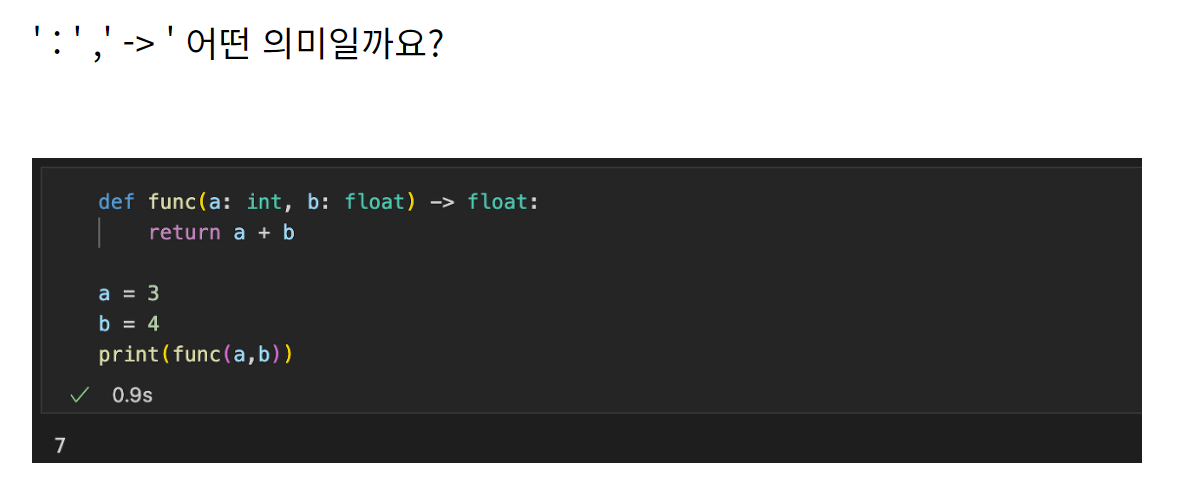 ' : ' ,' -> ' 어떤 의미일까요?
def func(a: int, b: float) -> float:
    return a + b
a = 3
b = 4
print(func(a,b))
✓ 0.9s
7